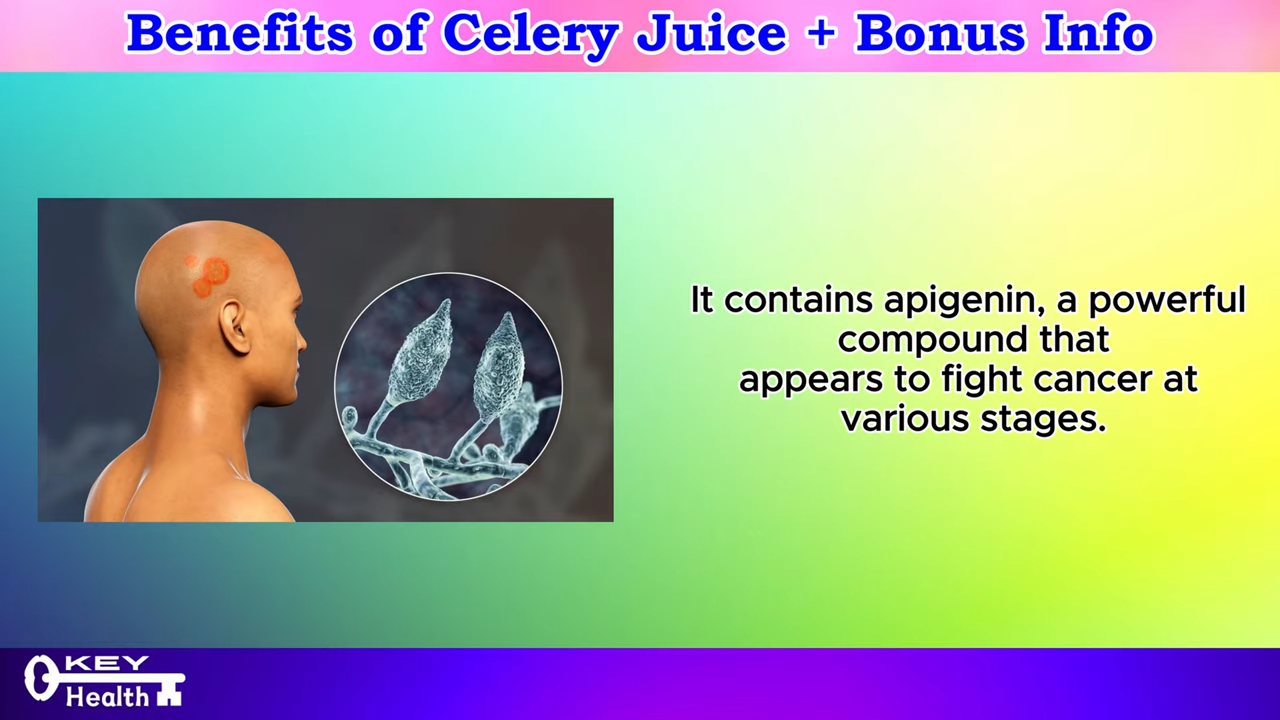 Benefits of Celery Juice + Bonus Info
It contains apigenin, a powerful
compound that
appears to fight cancer at
various stages.
KEY
Health